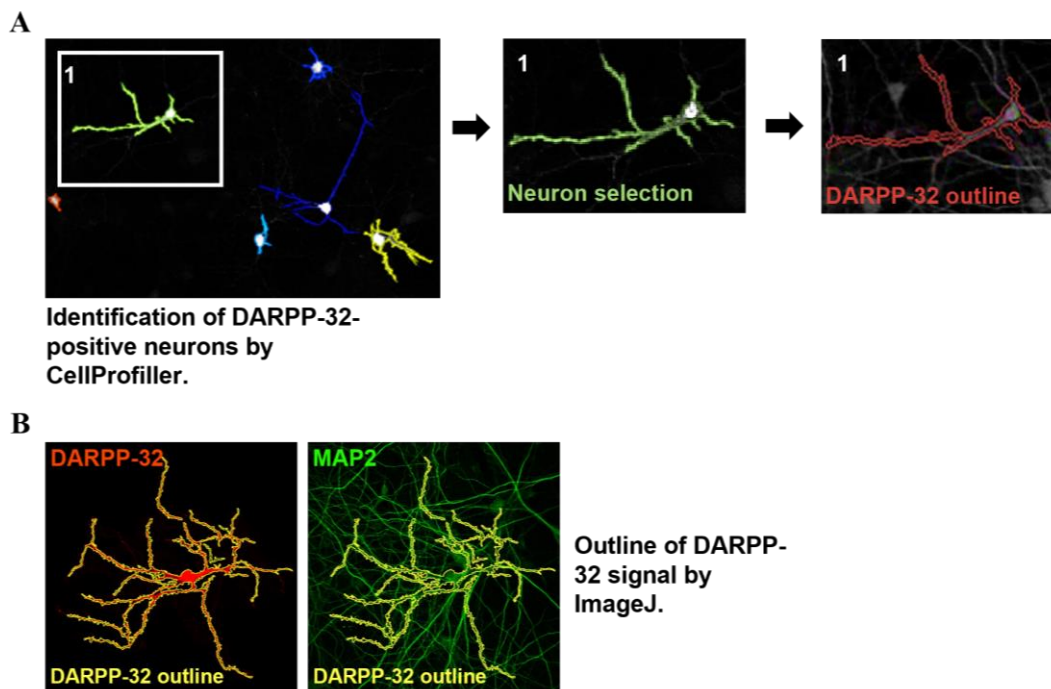 A
1
1
Neuron selection
1
DARPP-32 outline
Identification of DARPP-32-
positive neurons by
CellProfiller.
B
DARPP-32
DARPP-32 outline
MAP2
DARPP-32 outline
Outline of DARPP-
32 signal by
ImageJ.